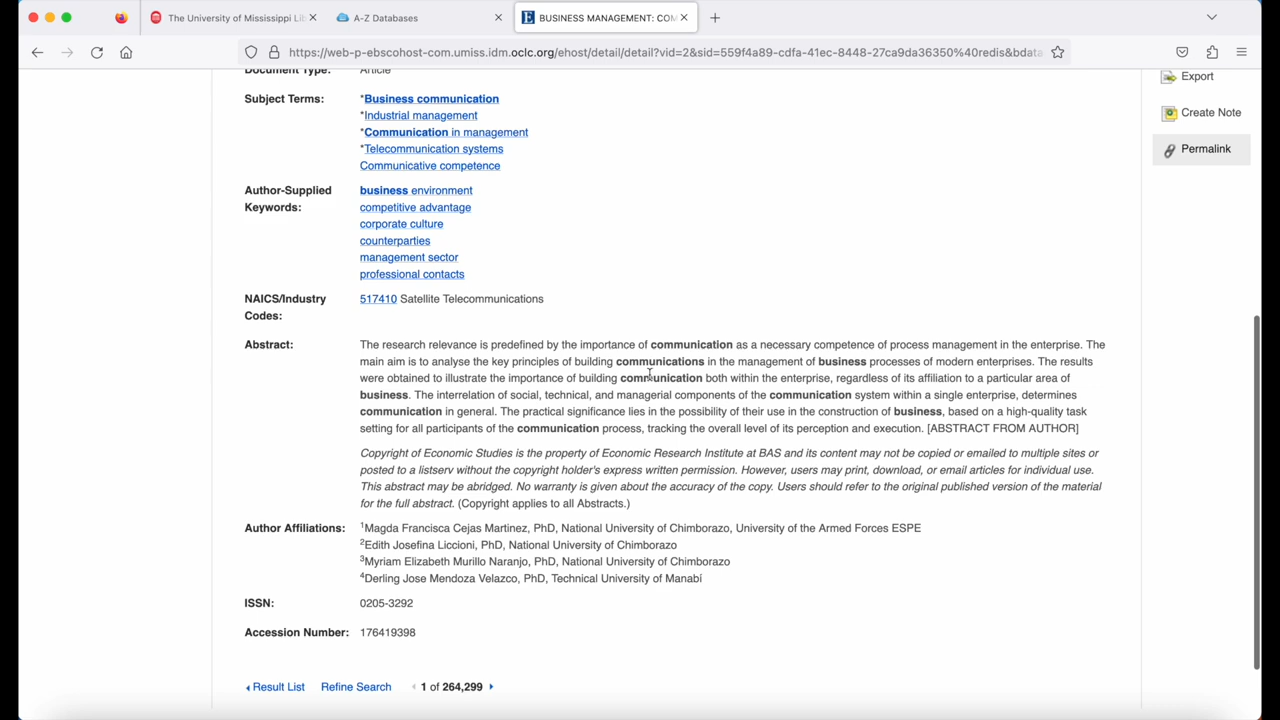 The University of Mississippi Lib
A-Z Databases
BUSINESS MANAGEMENT: COM
https://web-p-ebscohost-com.umiss.idm.oclc.org/ehost/detail/detail?vid=2&sid=559f4a89-cdfa-41ec-8448-27ca9da36350%40redis&bdata
Document Type: Article
Export
Subject Terms: *Business communication
*Industrial management
*Communication in management
*Telecommunication systems
Communicative competence
Create Note
Permalink
Author-Supplied Keywords: business environment
competitive advantage
corporate culture
counterparties
management sector
professional contacts
NAICS/Industry Codes: 517410 Satellite Telecommunications
Abstract: The research relevance is predefined by the importance of communication as a necessary competence of process management in the enterprise. The
main aim is to analyse the key principles of building communications in the management of business processes of modern enterprises. The results
were obtained to illustrate the importance of building communication both within the enterprise, regardless of its affiliation to a particular area of
business. The interrelation of social, technical, and managerial components of the communication system within a single enterprise, determines
communication in general. The practical significance lies in the possibility of their use in the construction of business, based on a high-quality task
setting for all participants of the communication process, tracking the overall level of its perception and execution. [ABSTRACT FROM AUTHOR]
Copyright of Economic Studies is the property of Economic Research Institute at BAS and its content may not be copied or emailed to multiple sites or
posted to a listserv without the copyright holder's express written permission. However, users may print, download, or email articles for individual use.
This abstract may be abridged. No warranty is given about the accuracy of the copy. Users should refer to the original published version of the material
for the full abstract. (Copyright applies to all Abstracts.)
Author Affiliations: 1Magda Francisca Cejas Martinez, PhD, National University of Chimborazo, University of the Armed Forces ESPE
2Edith Josefina Liccioni, PhD, National University of Chimborazo
3Myriam Elizabeth Murillo Naranjo, PhD, National University of Chimborazo
4Derling Jose Mendoza Velazco, PhD, Technical University of Manabí
ISSN: 0205-3292
Accession Number: 176419398
Result List Refine Search 1 of 264,299